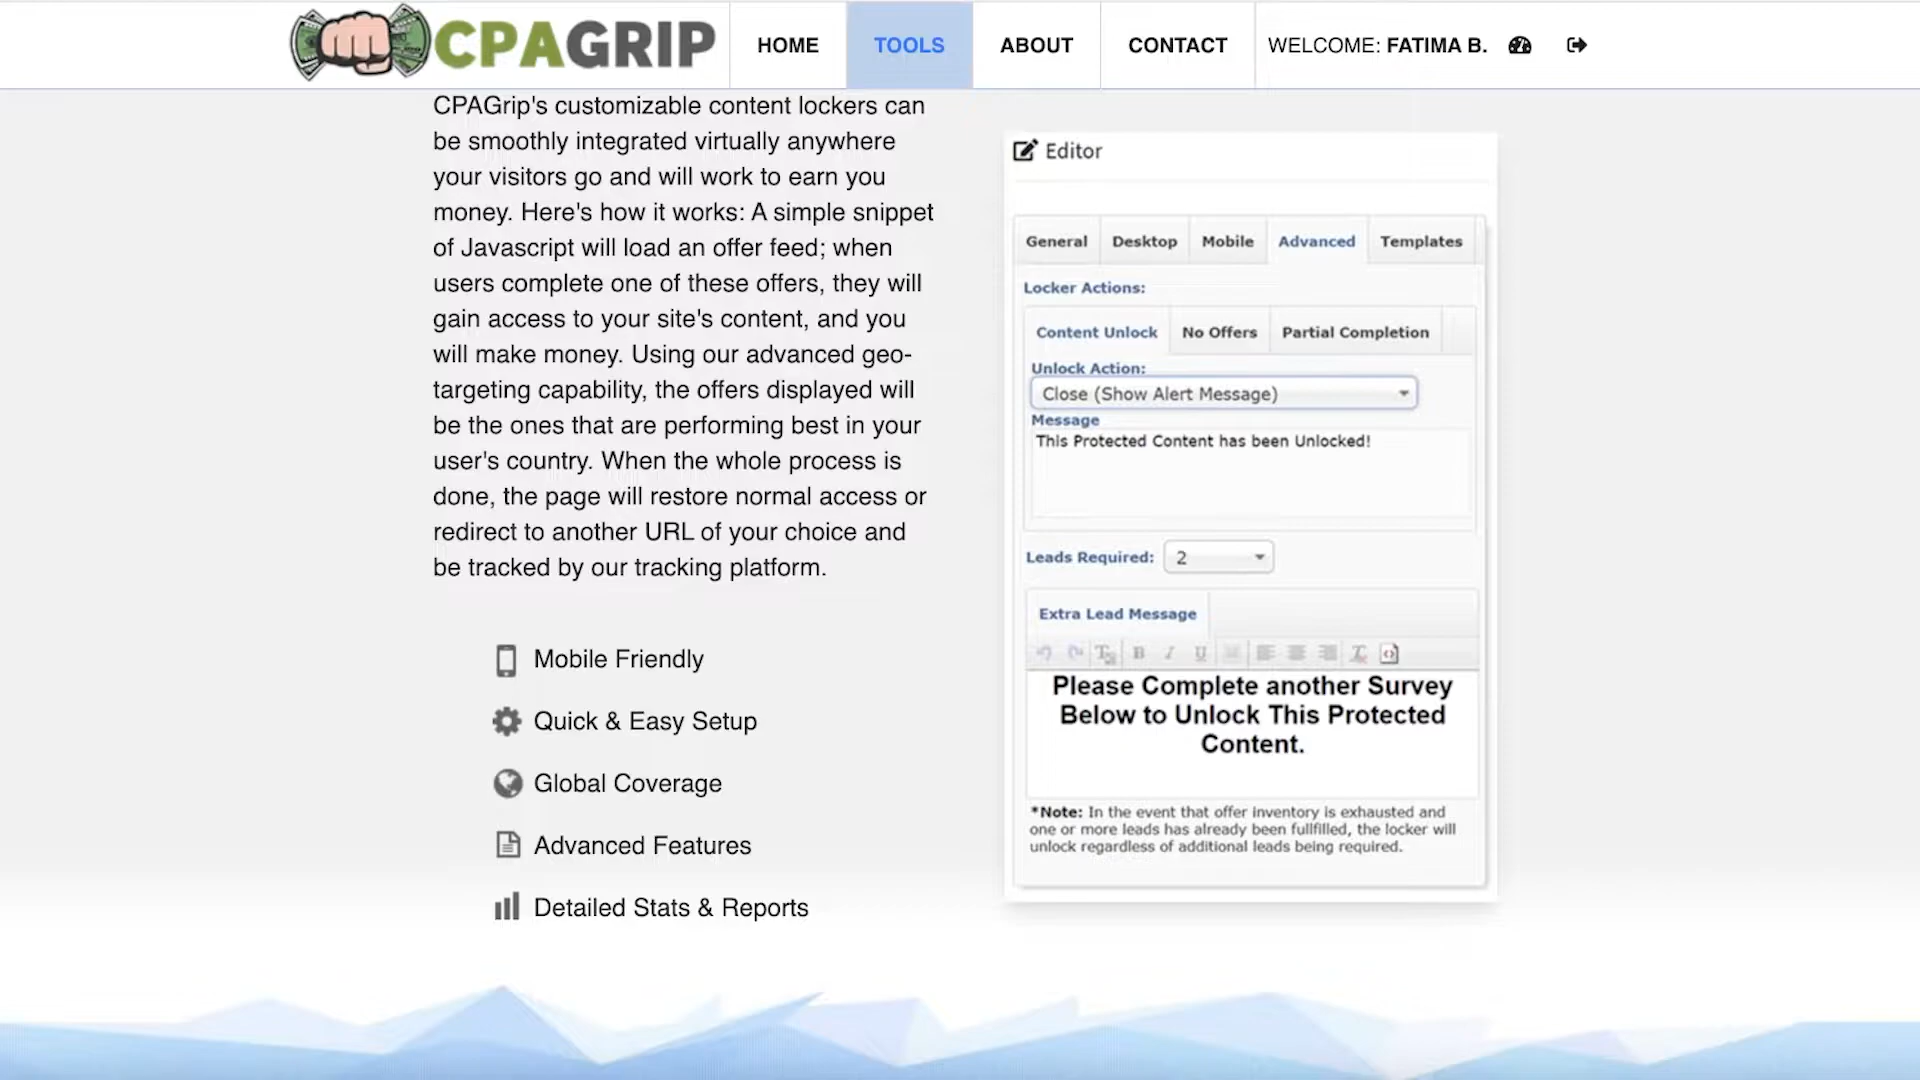 CPAGRIP
HOME
TOOLS
ABOUT
CONTACT
WELCOME: FATIMA B.
CPAGrip's customizable content lockers can
be smoothly integrated virtually anywhere
your visitors go and will work to earn you
money. Here's how it works: A simple snippet
of Javascript will load an offer feed; when
users complete one of these offers, they will
gain access to your site's content, and you
will make money. Using our advanced geo-
targeting capability, the offers displayed will
be the ones that are performing best in your
user's country. When the whole process is
done, the page will restore normal access or
redirect to another URL of your choice and
be tracked by our tracking platform.
Mobile Friendly
Quick & Easy Setup
Global Coverage
Advanced Features
Detailed Stats & Reports
Editor
General
Desktop
Mobile
Advanced
Templates
Locker Actions:
Content Unlock
No Offers
Partial Completion
Unlock Action:
Close (Show Alert Message)
Message
This Protected Content has been Unlocked!
Leads Required: 2
Extra Lead Message
B I U
Please Complete another Survey
Below to Unlock This Protected
Content.
*Note: In the event that offer inventory is exhausted and
one or more leads has already been fullfilled, the locker will
unlock regardless of additional leads being required.